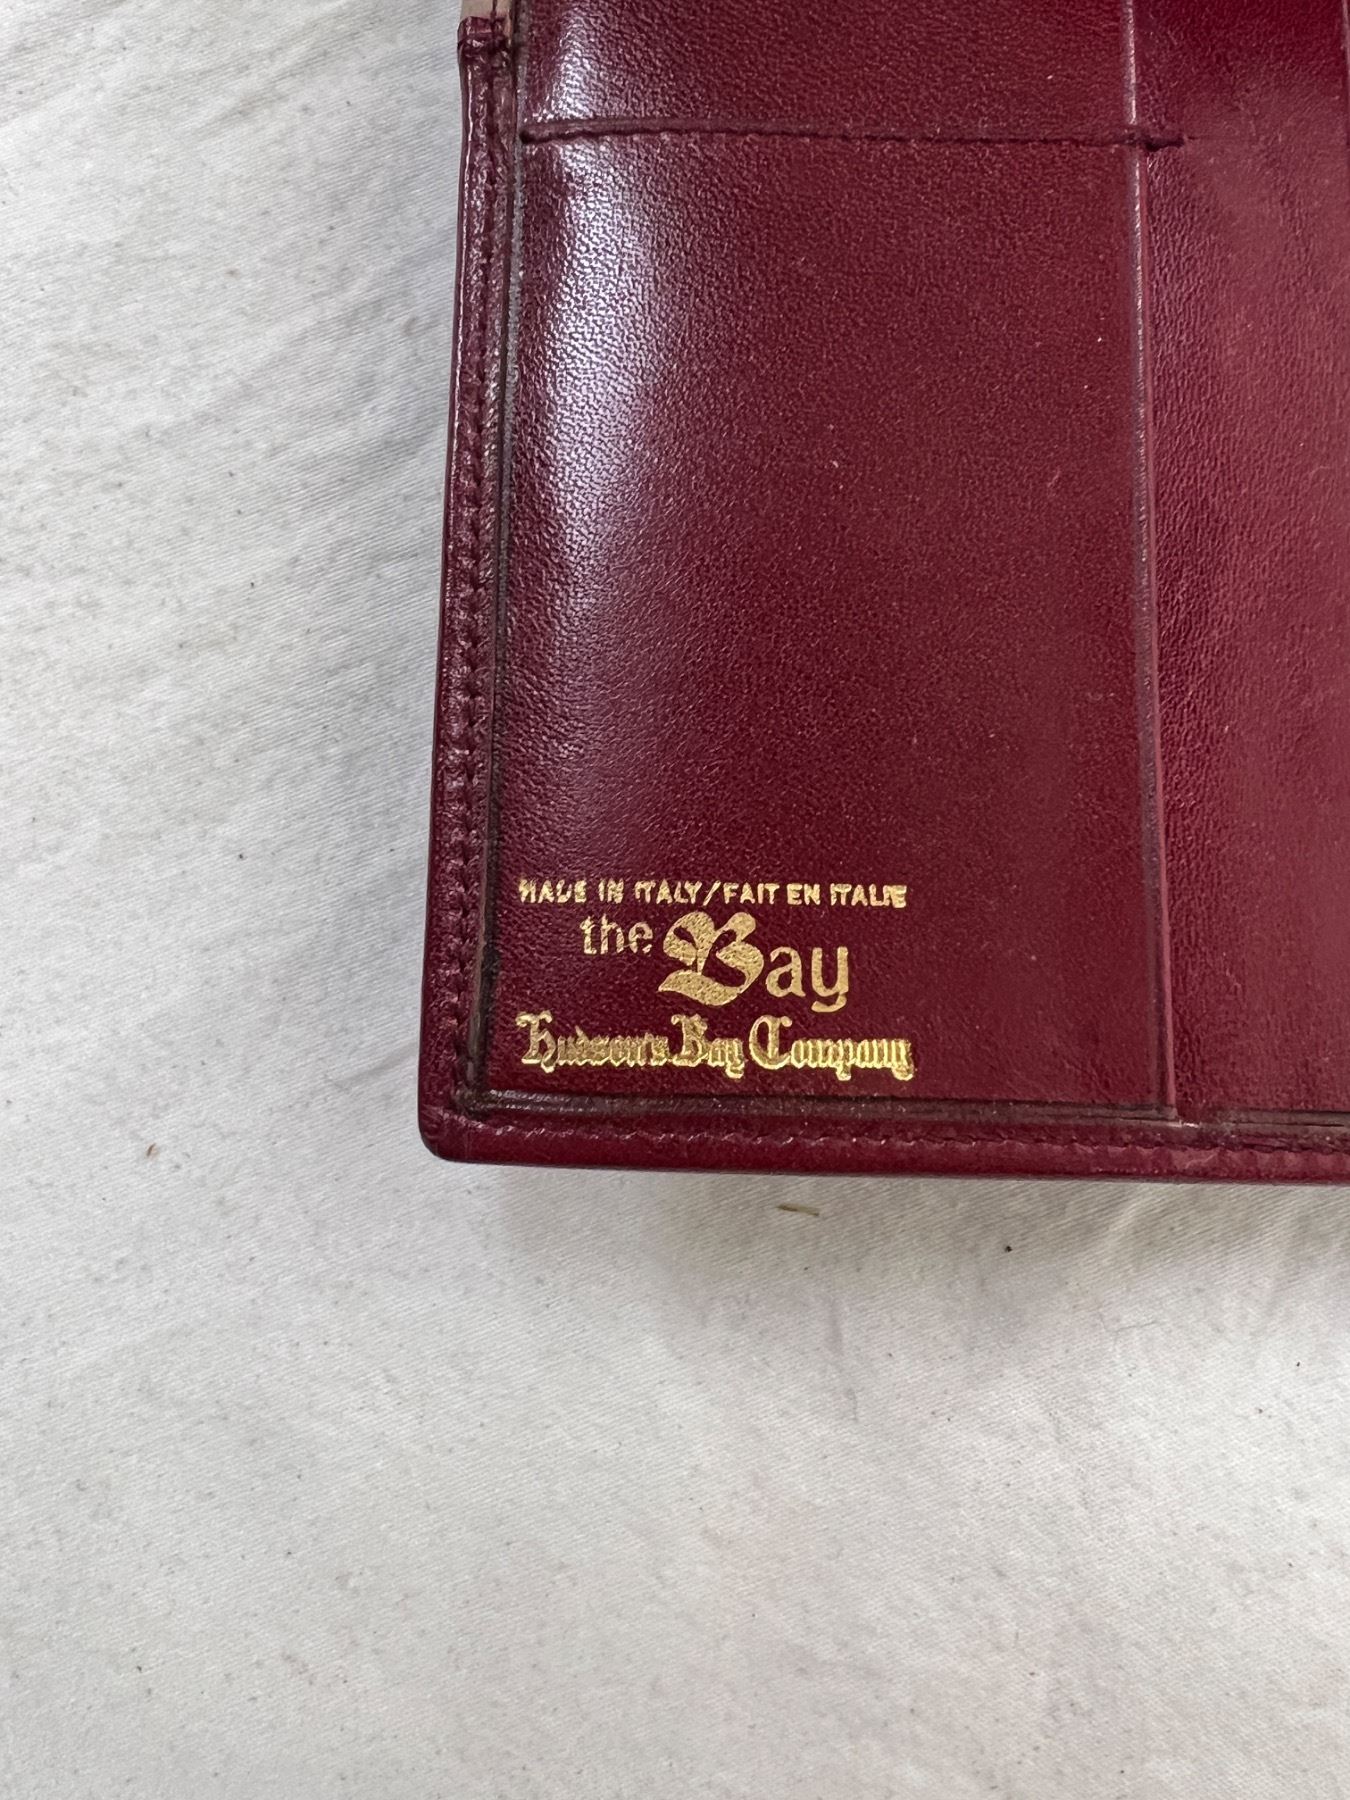 MADE IN ITALY/FAIT EN ITALIE
the Bay
Hudson's Bay Company